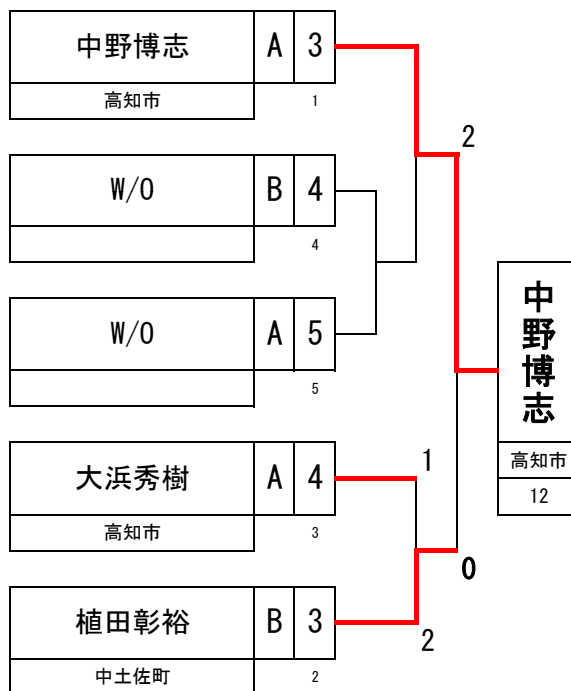 中野博志 A 3
高知市 1
2
W/O B 4
4
W/O A 5
5
中野博志
高知市
12
大浜秀樹 A 4
高知市 3
1
0
植田彰裕 B 3
中土佐町 2
2